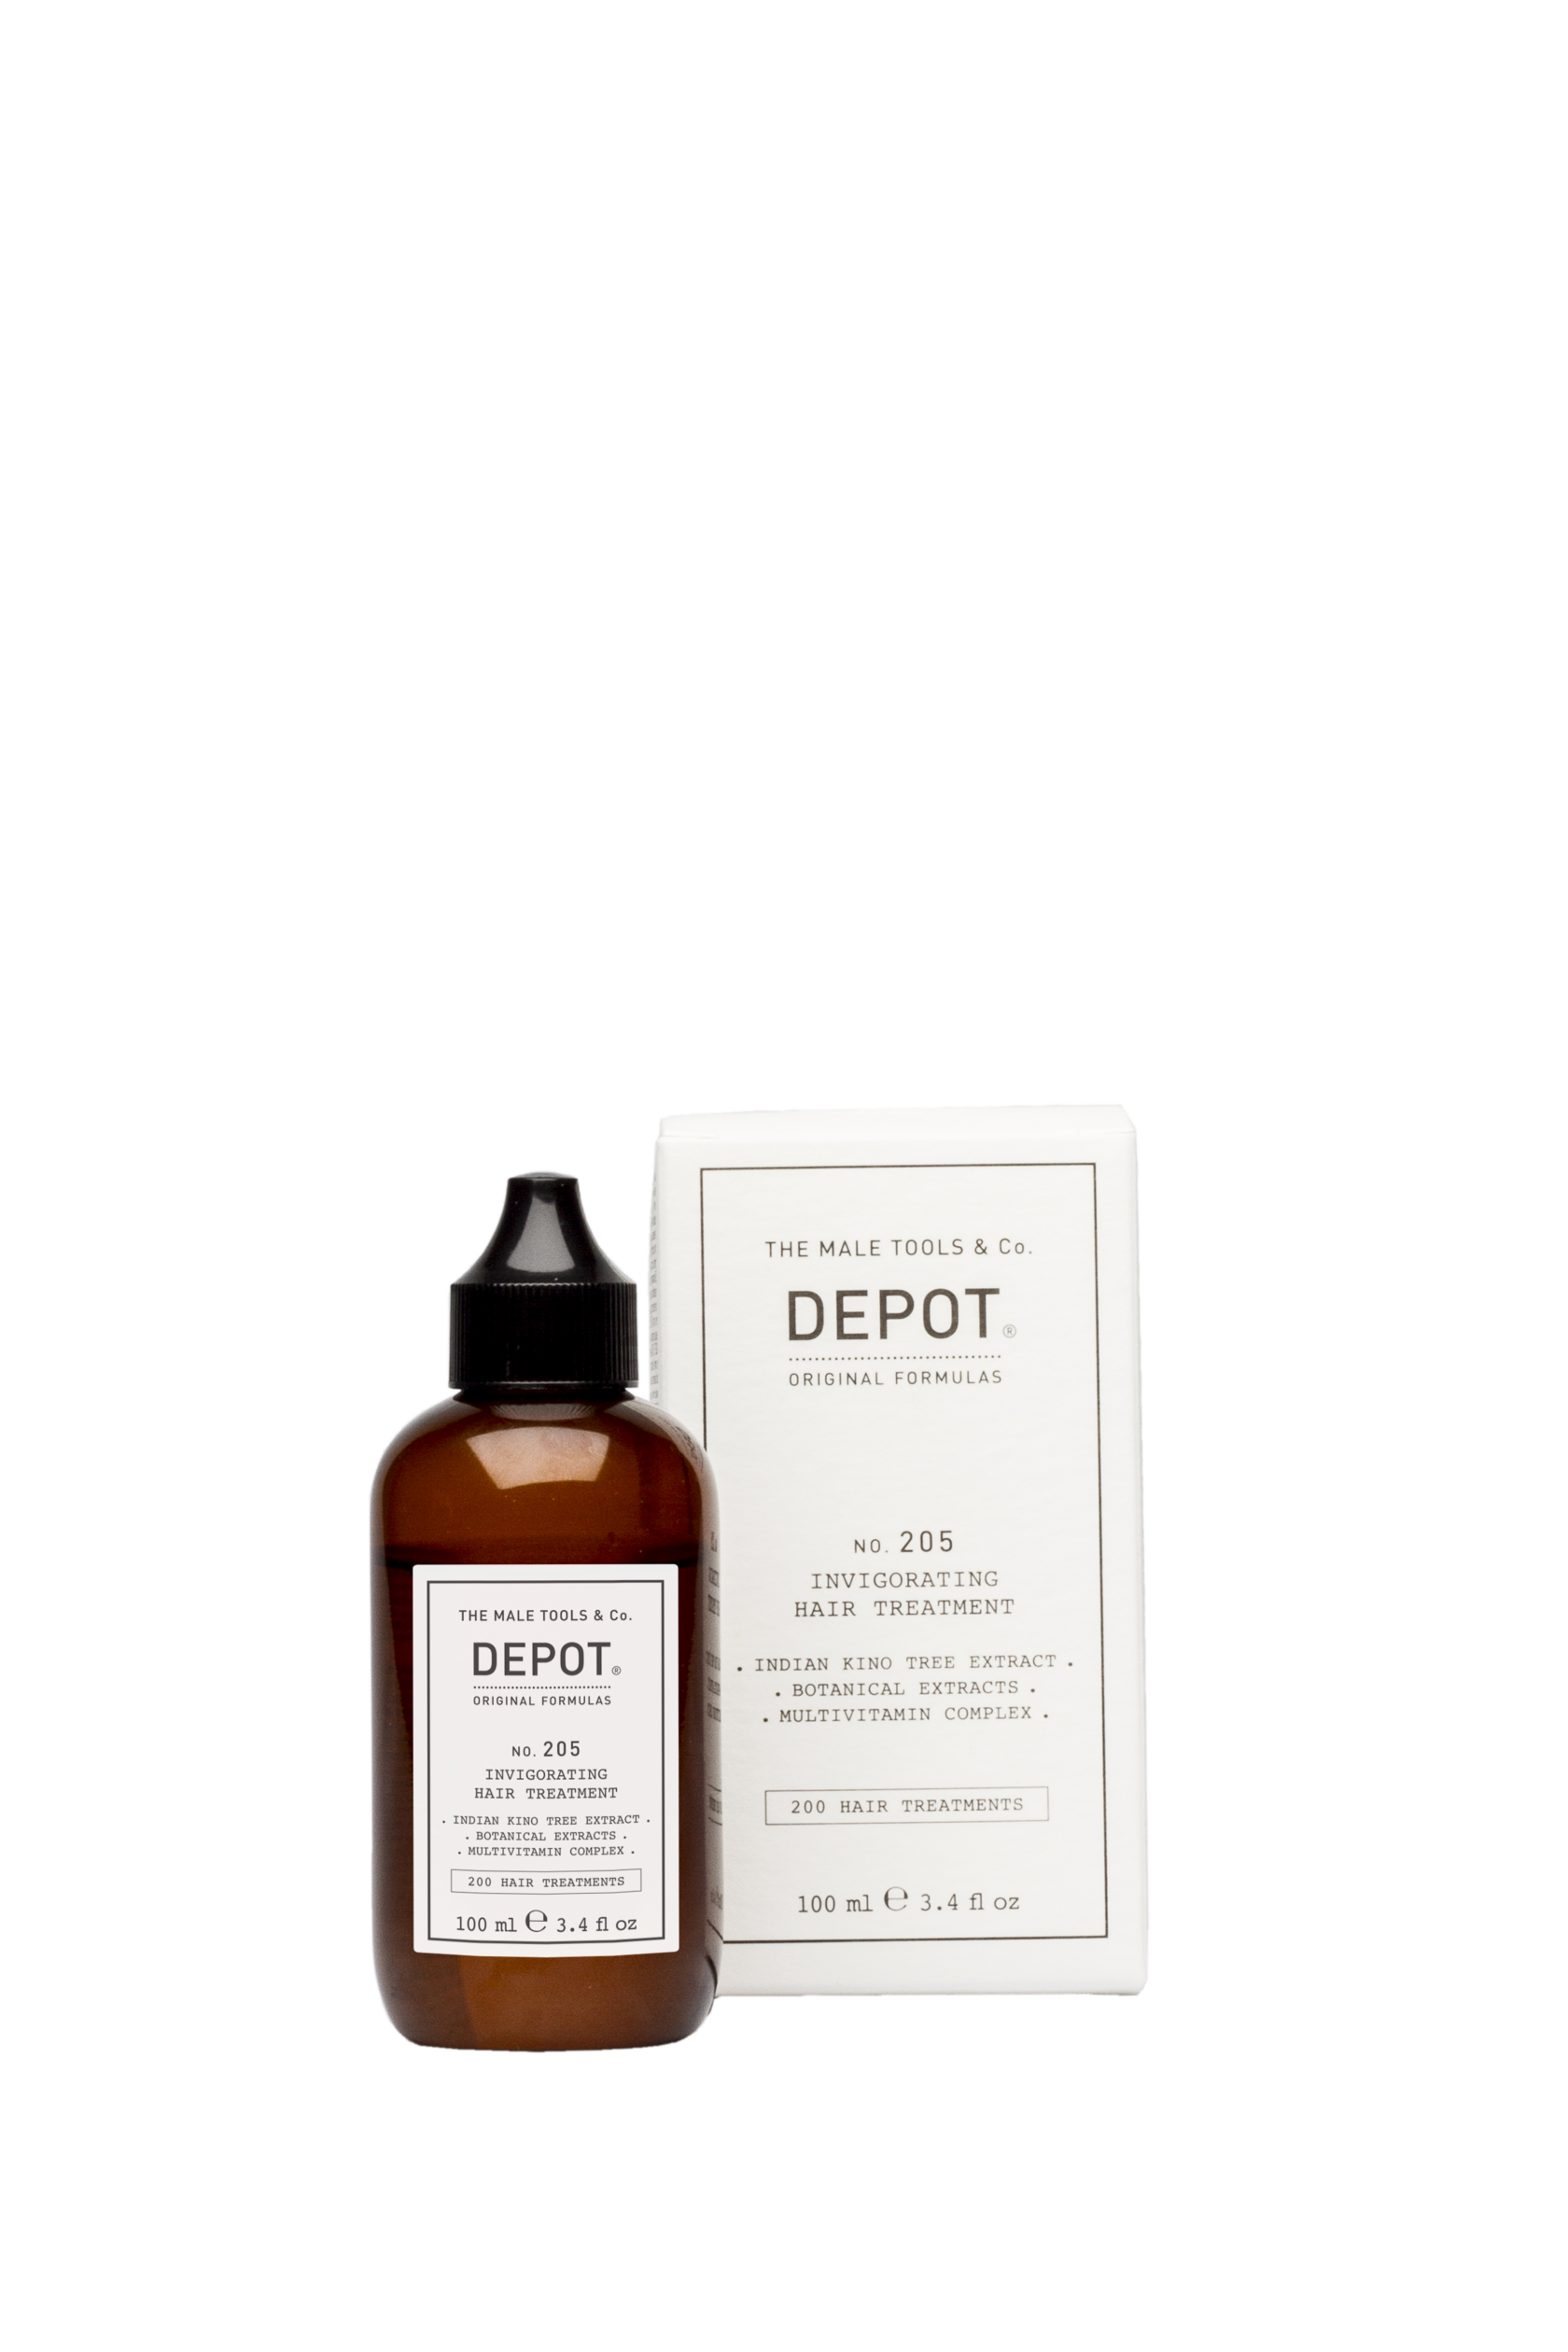 THE MALE TOOLS & Co.
DEPOT®
ORIGINAL FORMULAS
NO. 205
INVIGORATING
HAIR TREATMENT
. INDIAN KINO TREE EXTRACT .
. BOTANICAL EXTRACTS .
. MULTIVITAMIN COMPLEX .
200 HAIR TREATMENTS
100 ml ℮ 3.4 fl oz
THE MALE TOOLS & Co.
DEPOT®
ORIGINAL FORMULAS
NO. 205
INVIGORATING
HAIR TREATMENT
. INDIAN KINO TREE EXTRACT .
. BOTANICAL EXTRACTS .
. MULTIVITAMIN COMPLEX .
200 HAIR TREATMENTS
100 ml ℮ 3.4 fl oz